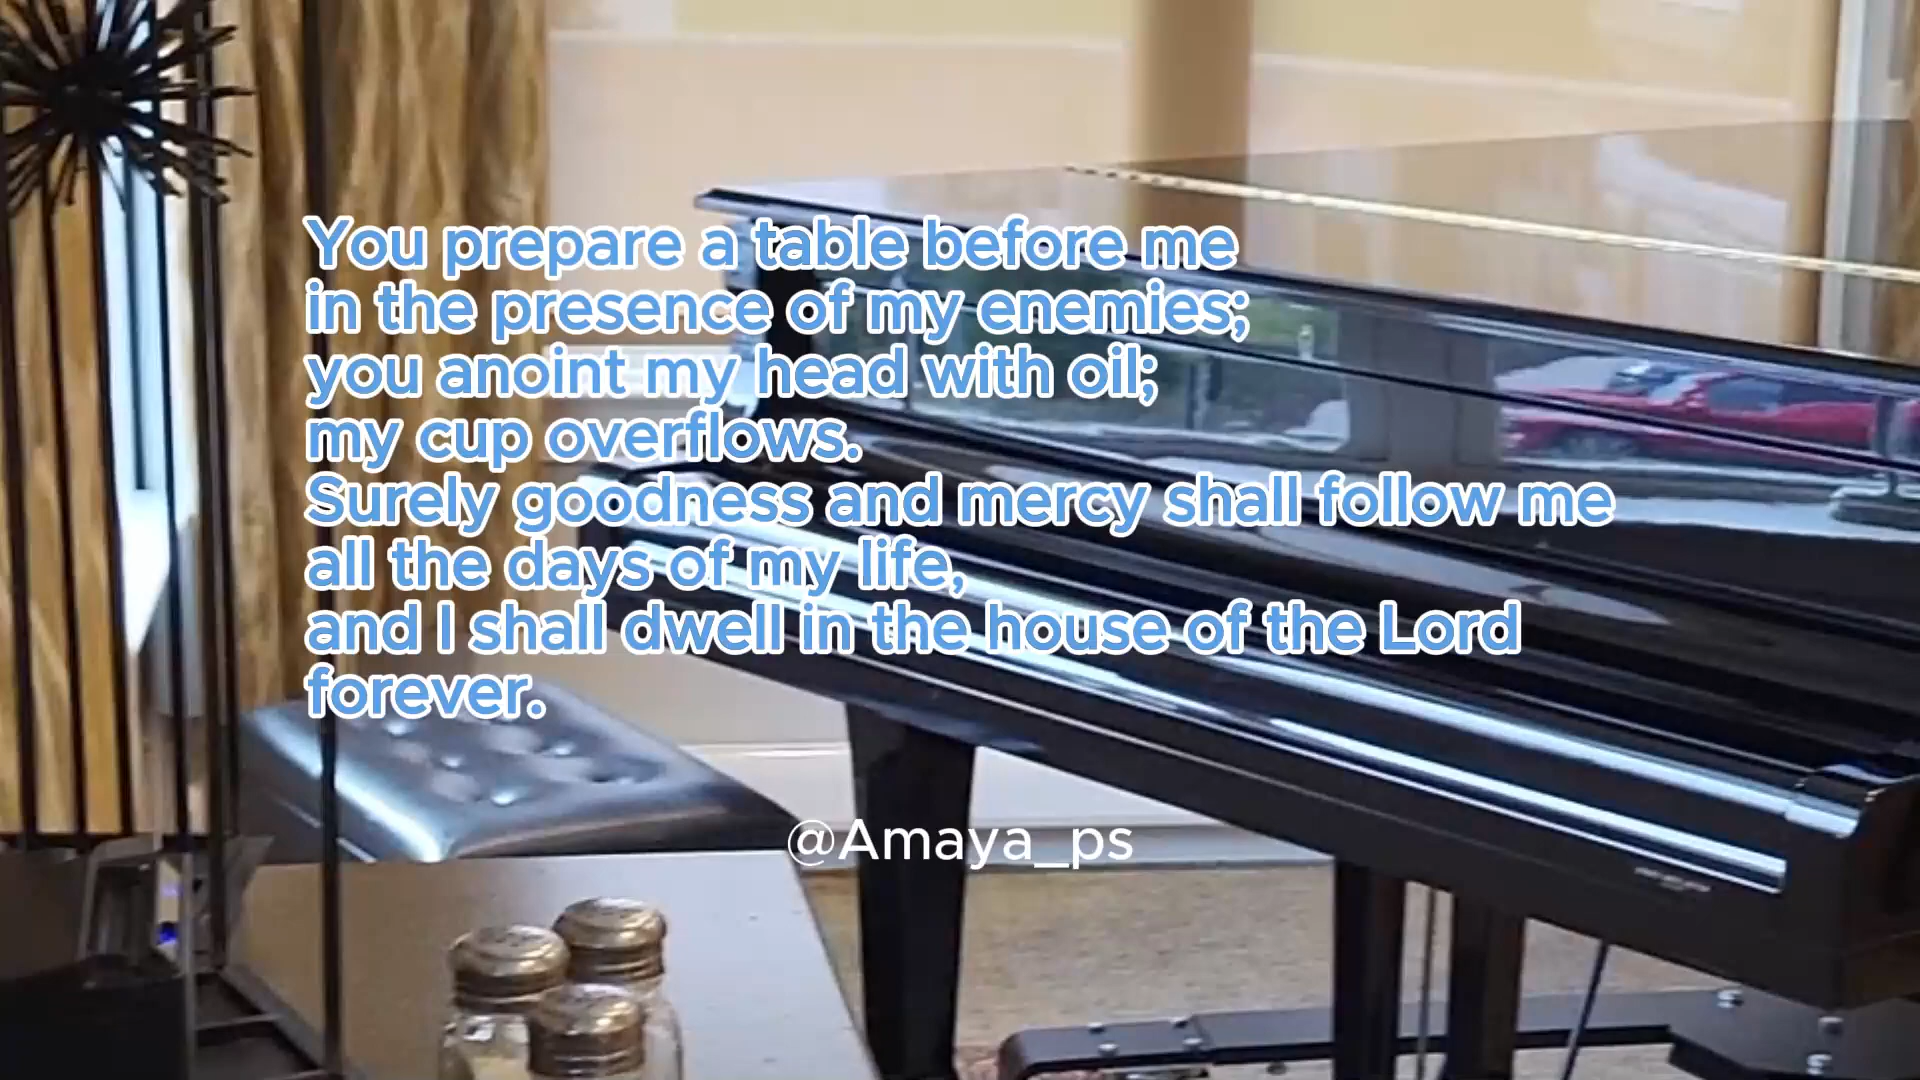 You prepare a table before me
in the presence of my enemies;
you anoint my head with oil;
my cup overflows.
Surely goodness and mercy shall follow me
all the days of my life,
and I shall dwell in the house of the Lord
forever.
@Amaya_ps